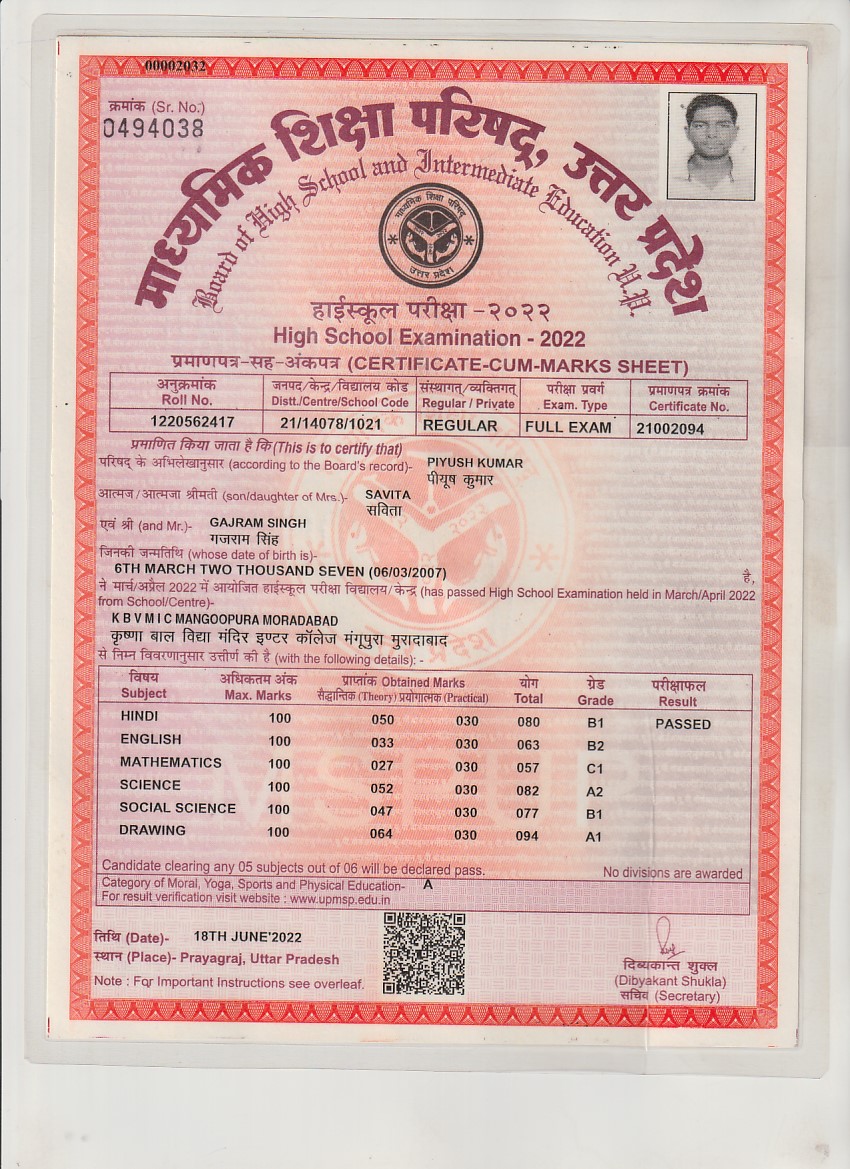 00002032
क्रमांक (Sr. No.)
0494038
माध्यमिक शिक्षा परिषद्, उत्तर प्रदेश
Board of High School and Intermediate Education U.P.
माध्यमिक शिक्षा परिषद्
उत्तर प्रदेश
हाईस्कूल परीक्षा -२०२२
High School Examination - 2022
प्रमाणपत्र-सह-अंकपत्र (CERTIFICATE-CUM-MARKS SHEET)
अनुक्रमांक जनपद/केन्द्र/विद्यालय कोड संस्थागत्/व्यक्तिगत् परीक्षा प्रवर्ग प्रमाणपत्र क्रमांक
Roll No. Distt./Centre/School Code Regular / Private Exam. Type Certificate No.
1220562417 21/14078/1021 REGULAR FULL EXAM 21002094
प्रमाणित किया जाता है कि (This is to certify that)
परिषद् के अभिलेखानुसार (according to the Board's record)- PIYUSH KUMAR
पीयूष कुमार
आत्मज/आत्मजा श्रीमती (son/daughter of Mrs.)- SAVITA
सविता
एवं श्री (and Mr.)- GAJRAM SINGH
गजराम सिंह
जिनकी जन्मतिथि (whose date of birth is)-
6TH MARCH TWO THOUSAND SEVEN (06/03/2007) है,
ने मार्च/अप्रैल 2022 में आयोजित हाईस्कूल परीक्षा विद्यालय/केन्द्र (has passed High School Examination held in March/April 2022
from School/Centre)-
K B V M I C MANGOOPURA MORADABAD
कृष्णा बाल विद्या मंदिर इण्टर कॉलेज मंगूपुरा मुरादाबाद
से निम्न विवरणानुसार उत्तीर्ण की है (with the following details): -
विषय अधिकतम अंक प्राप्तांक Obtained Marks योग ग्रेड परीक्षाफल
Subject Max. Marks सैद्धान्तिक (Theory) प्रयोगात्मक (Practical) Total Grade Result
HINDI 100 050 030 080 B1 PASSED
ENGLISH 100 033 030 063 B2
MATHEMATICS 100 027 030 057 C1
SCIENCE 100 052 030 082 A2
SOCIAL SCIENCE 100 047 030 077 B1
DRAWING 100 064 030 094 A1
MSPUP
Candidate clearing any 05 subjects out of 06 will be declared pass. No divisions are awarded
Category of Moral, Yoga, Sports and Physical Education- A
For result verification visit website : www.upmsp.edu.in
तिथि (Date)- 18TH JUNE'2022
स्थान (Place)- Prayagraj, Uttar Pradesh
Note : For Important Instructions see overleaf.
दिब्यकान्त शुक्ल
(Dibyakant Shukla)
सचिव (Secretary)